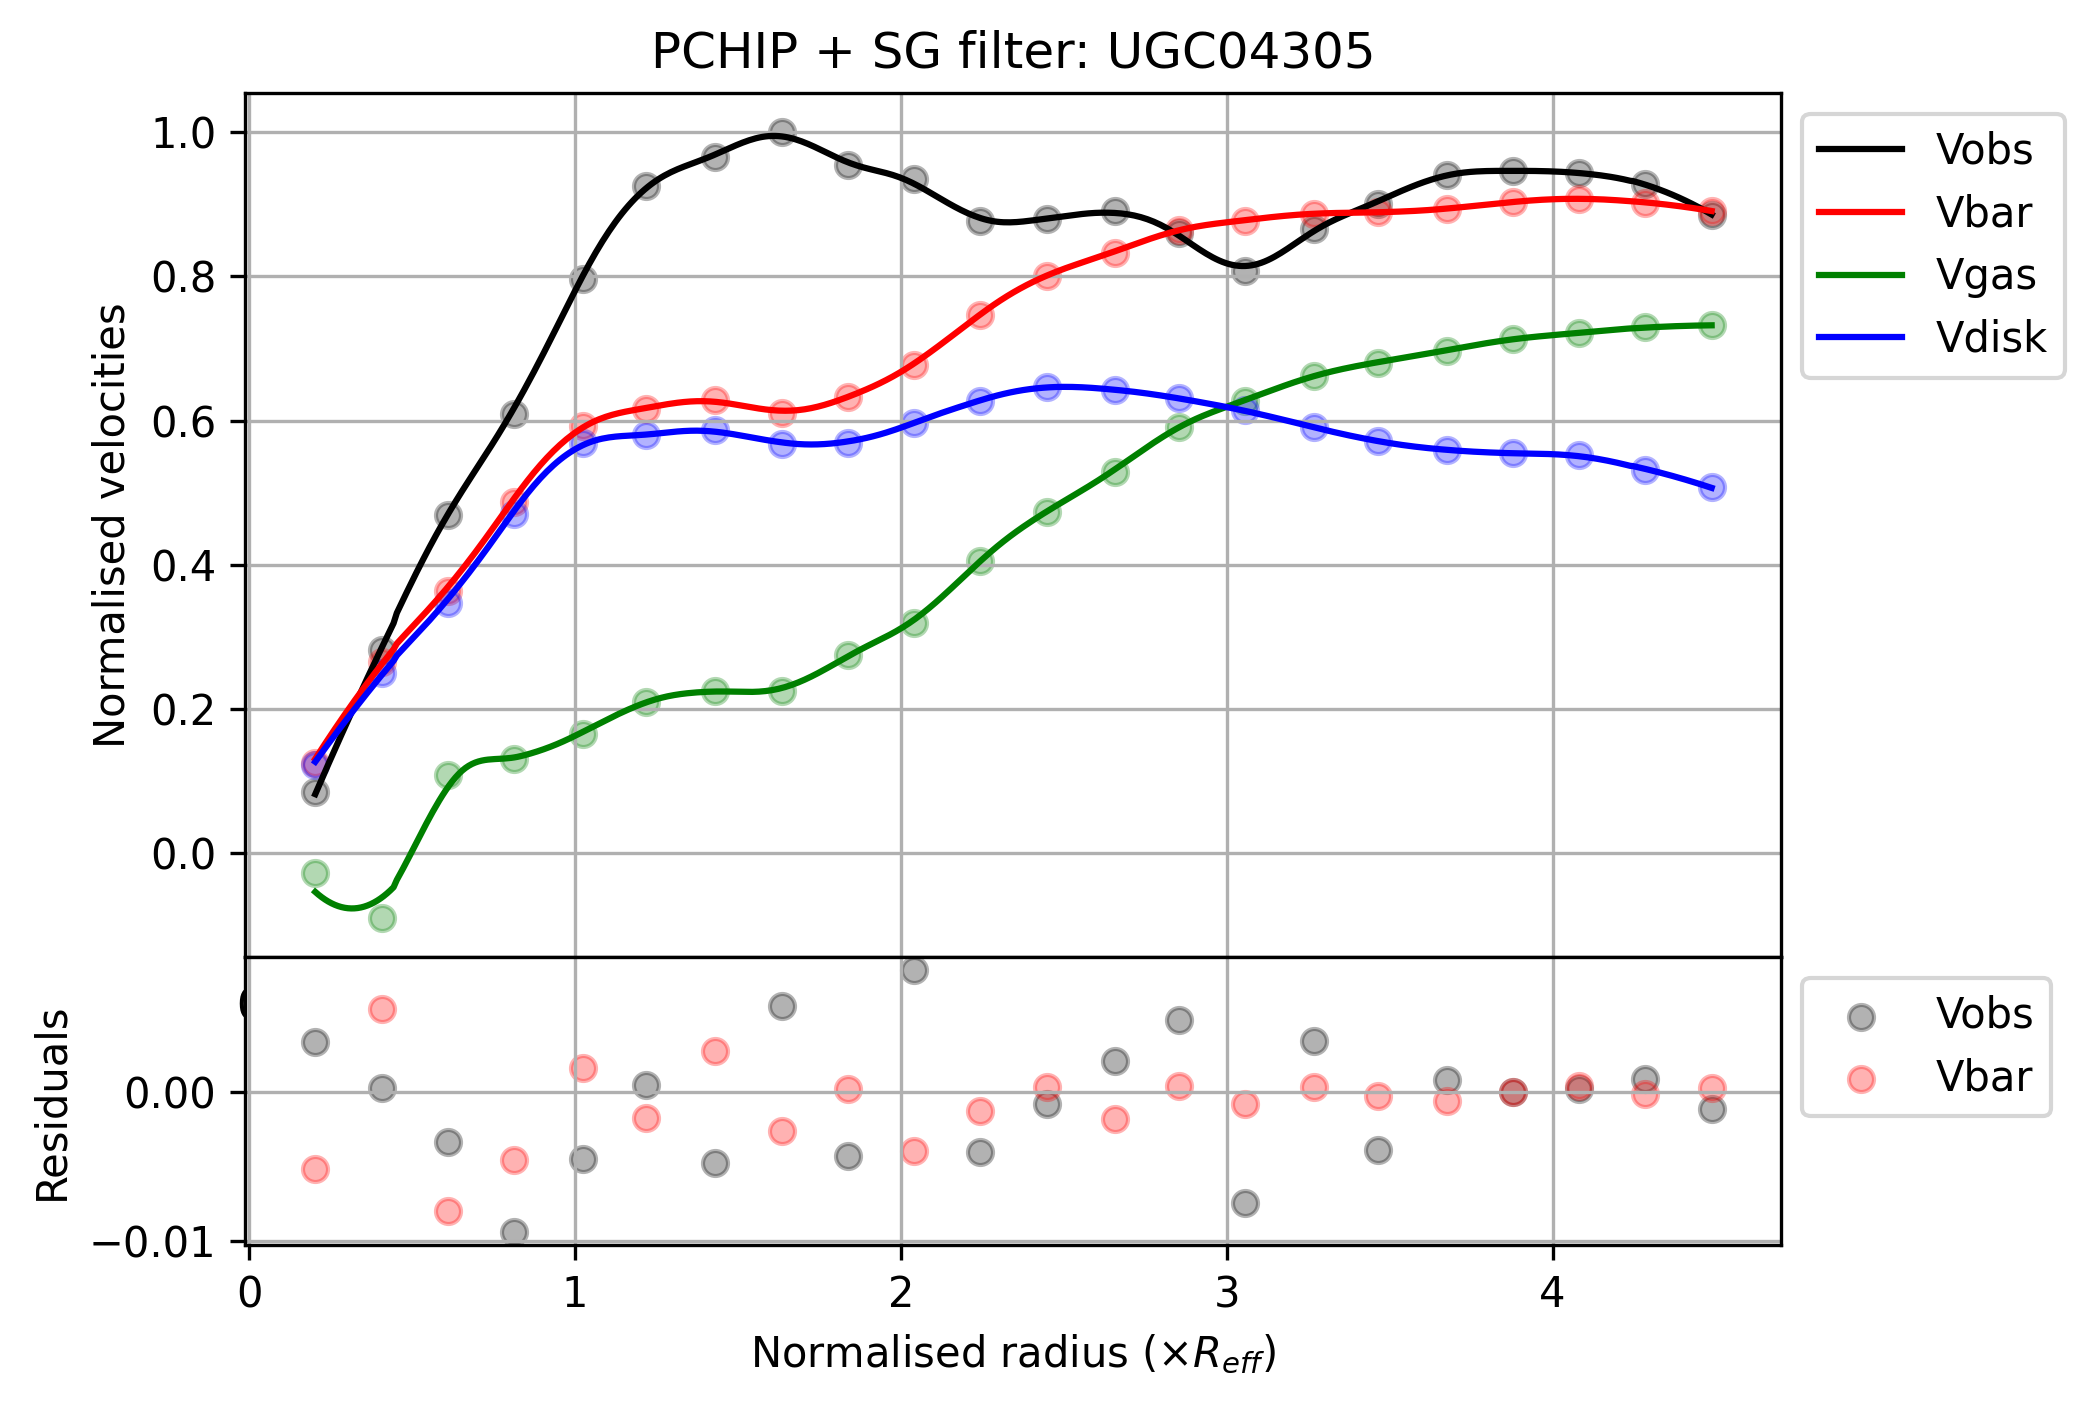 PCHIP + SG filter: UGC04305
Normalised velocities
1.0
0.8
0.6
0.4
0.2
0.0
Vobs
Vbar
Vgas
Vdisk
Residuals
0.00
−0.01
Vobs
Vbar
0 1 2 3 4
Normalised radius (×R_eff)